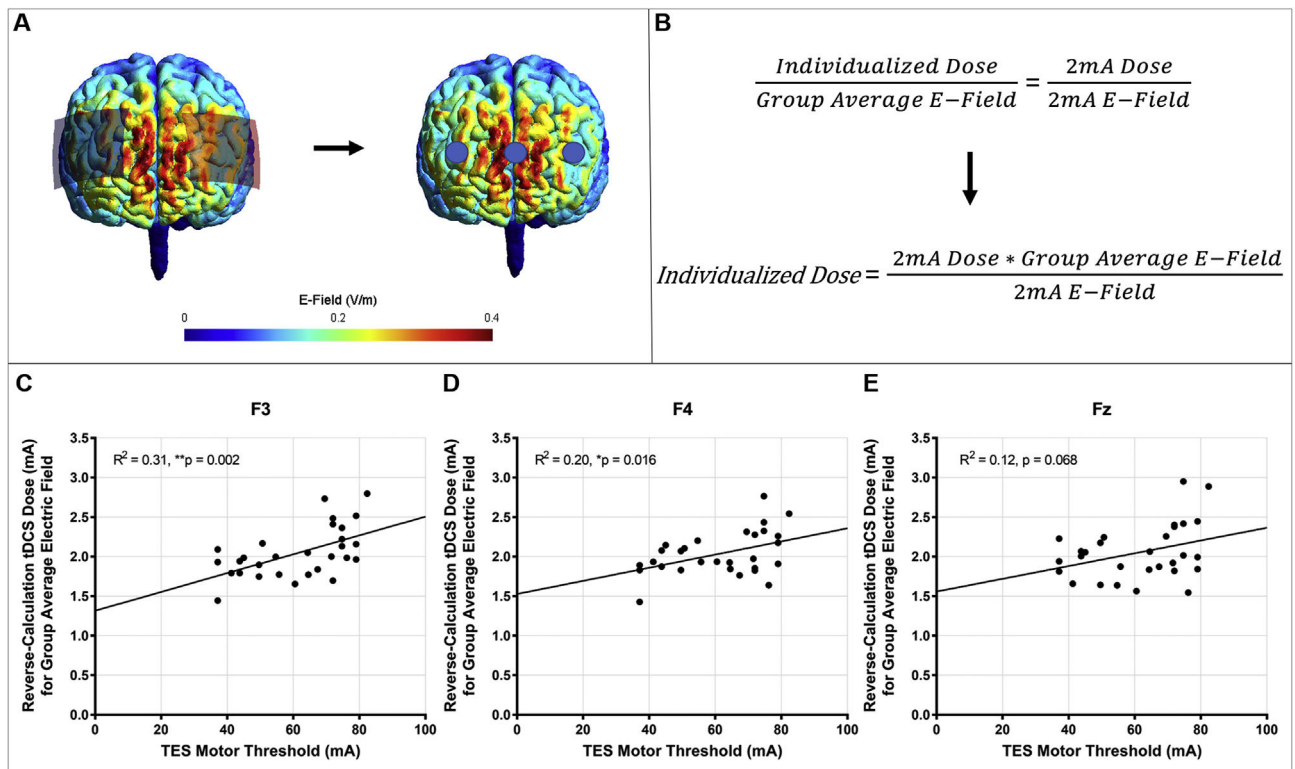 A
E-Field (V/m)
0
0.2
0.4
B
Individualized Dose
Group Average E−Field
=
2mA Dose
2mA E−Field
Individualized Dose =
2mA Dose * Group Average E−Field
2mA E−Field
C
F3
R² = 0.31, **p = 0.002
Reverse-Calculation tDCS Dose (mA)
for Group Average Electric Field
3.5
3.0
2.5
2.0
1.5
1.0
0.5
0.0
0 20 40 60 80 100
TES Motor Threshold (mA)
D
F4
R² = 0.20, *p = 0.016
Reverse-Calculation tDCS Dose (mA)
for Group Average Electric Field
3.5
3.0
2.5
2.0
1.5
1.0
0.5
0.0
0 20 40 60 80 100
TES Motor Threshold (mA)
E
Fz
R² = 0.12, p = 0.068
Reverse-Calculation tDCS Dose (mA)
for Group Average Electric Field
3.5
3.0
2.5
2.0
1.5
1.0
0.5
0.0
0 20 40 60 80 100
TES Motor Threshold (mA)